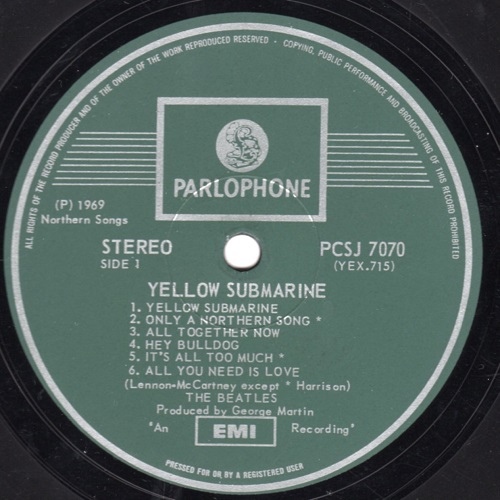 ALL RIGHTS OF THE RECORD PRODUCER AND OF THE OWNER OF THE WORK REPRODUCED RESERVED - COPYING, PUBLIC PERFORMANCE AND BROADCASTING OF THIS RECORD PROHIBITED
PARLOPHONE
(P) 1969
Northern Songs
STEREO
SIDE 1
PCSJ 7070
(YEX.715)
YELLOW SUBMARINE
1. YELLOW SUBMARINE
2. ONLY A NORTHERN SONG *
3. ALL TOGETHER NOW
4. HEY BULLDOG
5. IT'S ALL TOO MUCH *
6. ALL YOU NEED IS LOVE
(Lennon-McCartney except * Harrison)
THE BEATLES
Produced by George Martin
"An EMI Recording"
PRESSED FOR OR BY A REGISTERED USER